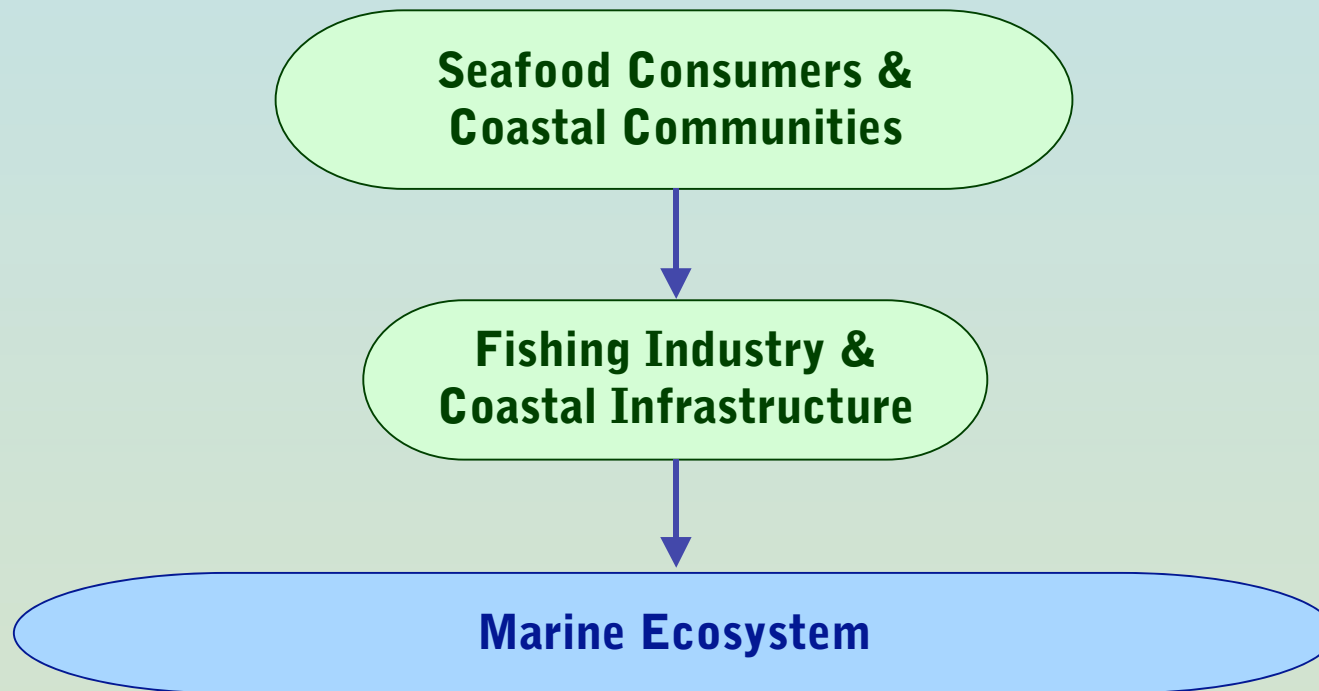 Seafood Consumers &
Coastal Communities
Fishing Industry &
Coastal Infrastructure
Marine Ecosystem